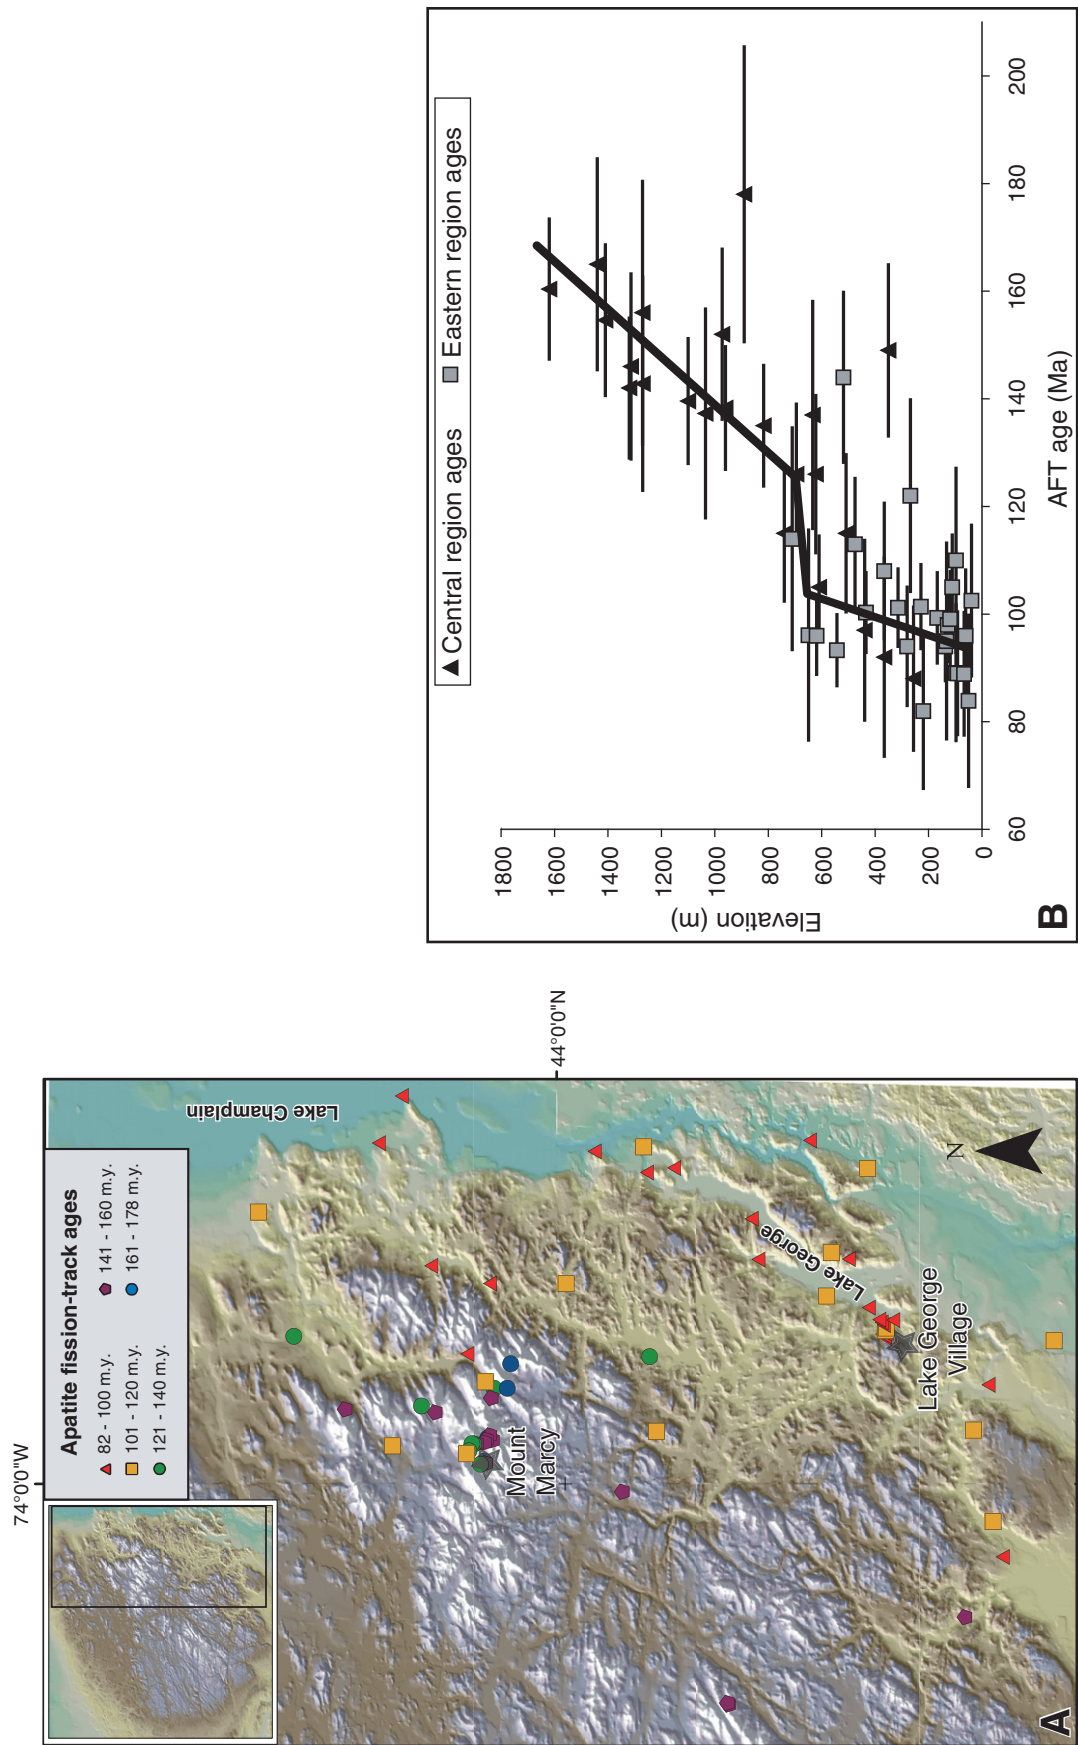 74°0'0"W
Apatite fission-track ages
82 - 100 m.y.
101 - 120 m.y.
121 - 140 m.y.
141 - 160 m.y.
161 - 178 m.y.
Lake Champlain
44°0'0"N
Mount
Marcy
Lake George
Lake George
Village
N
A
Central region ages
Eastern region ages
Elevation (m)
1800
1600
1400
1200
1000
800
600
400
200
0
60
80
100
120
140
160
180
200
AFT age (Ma)
B